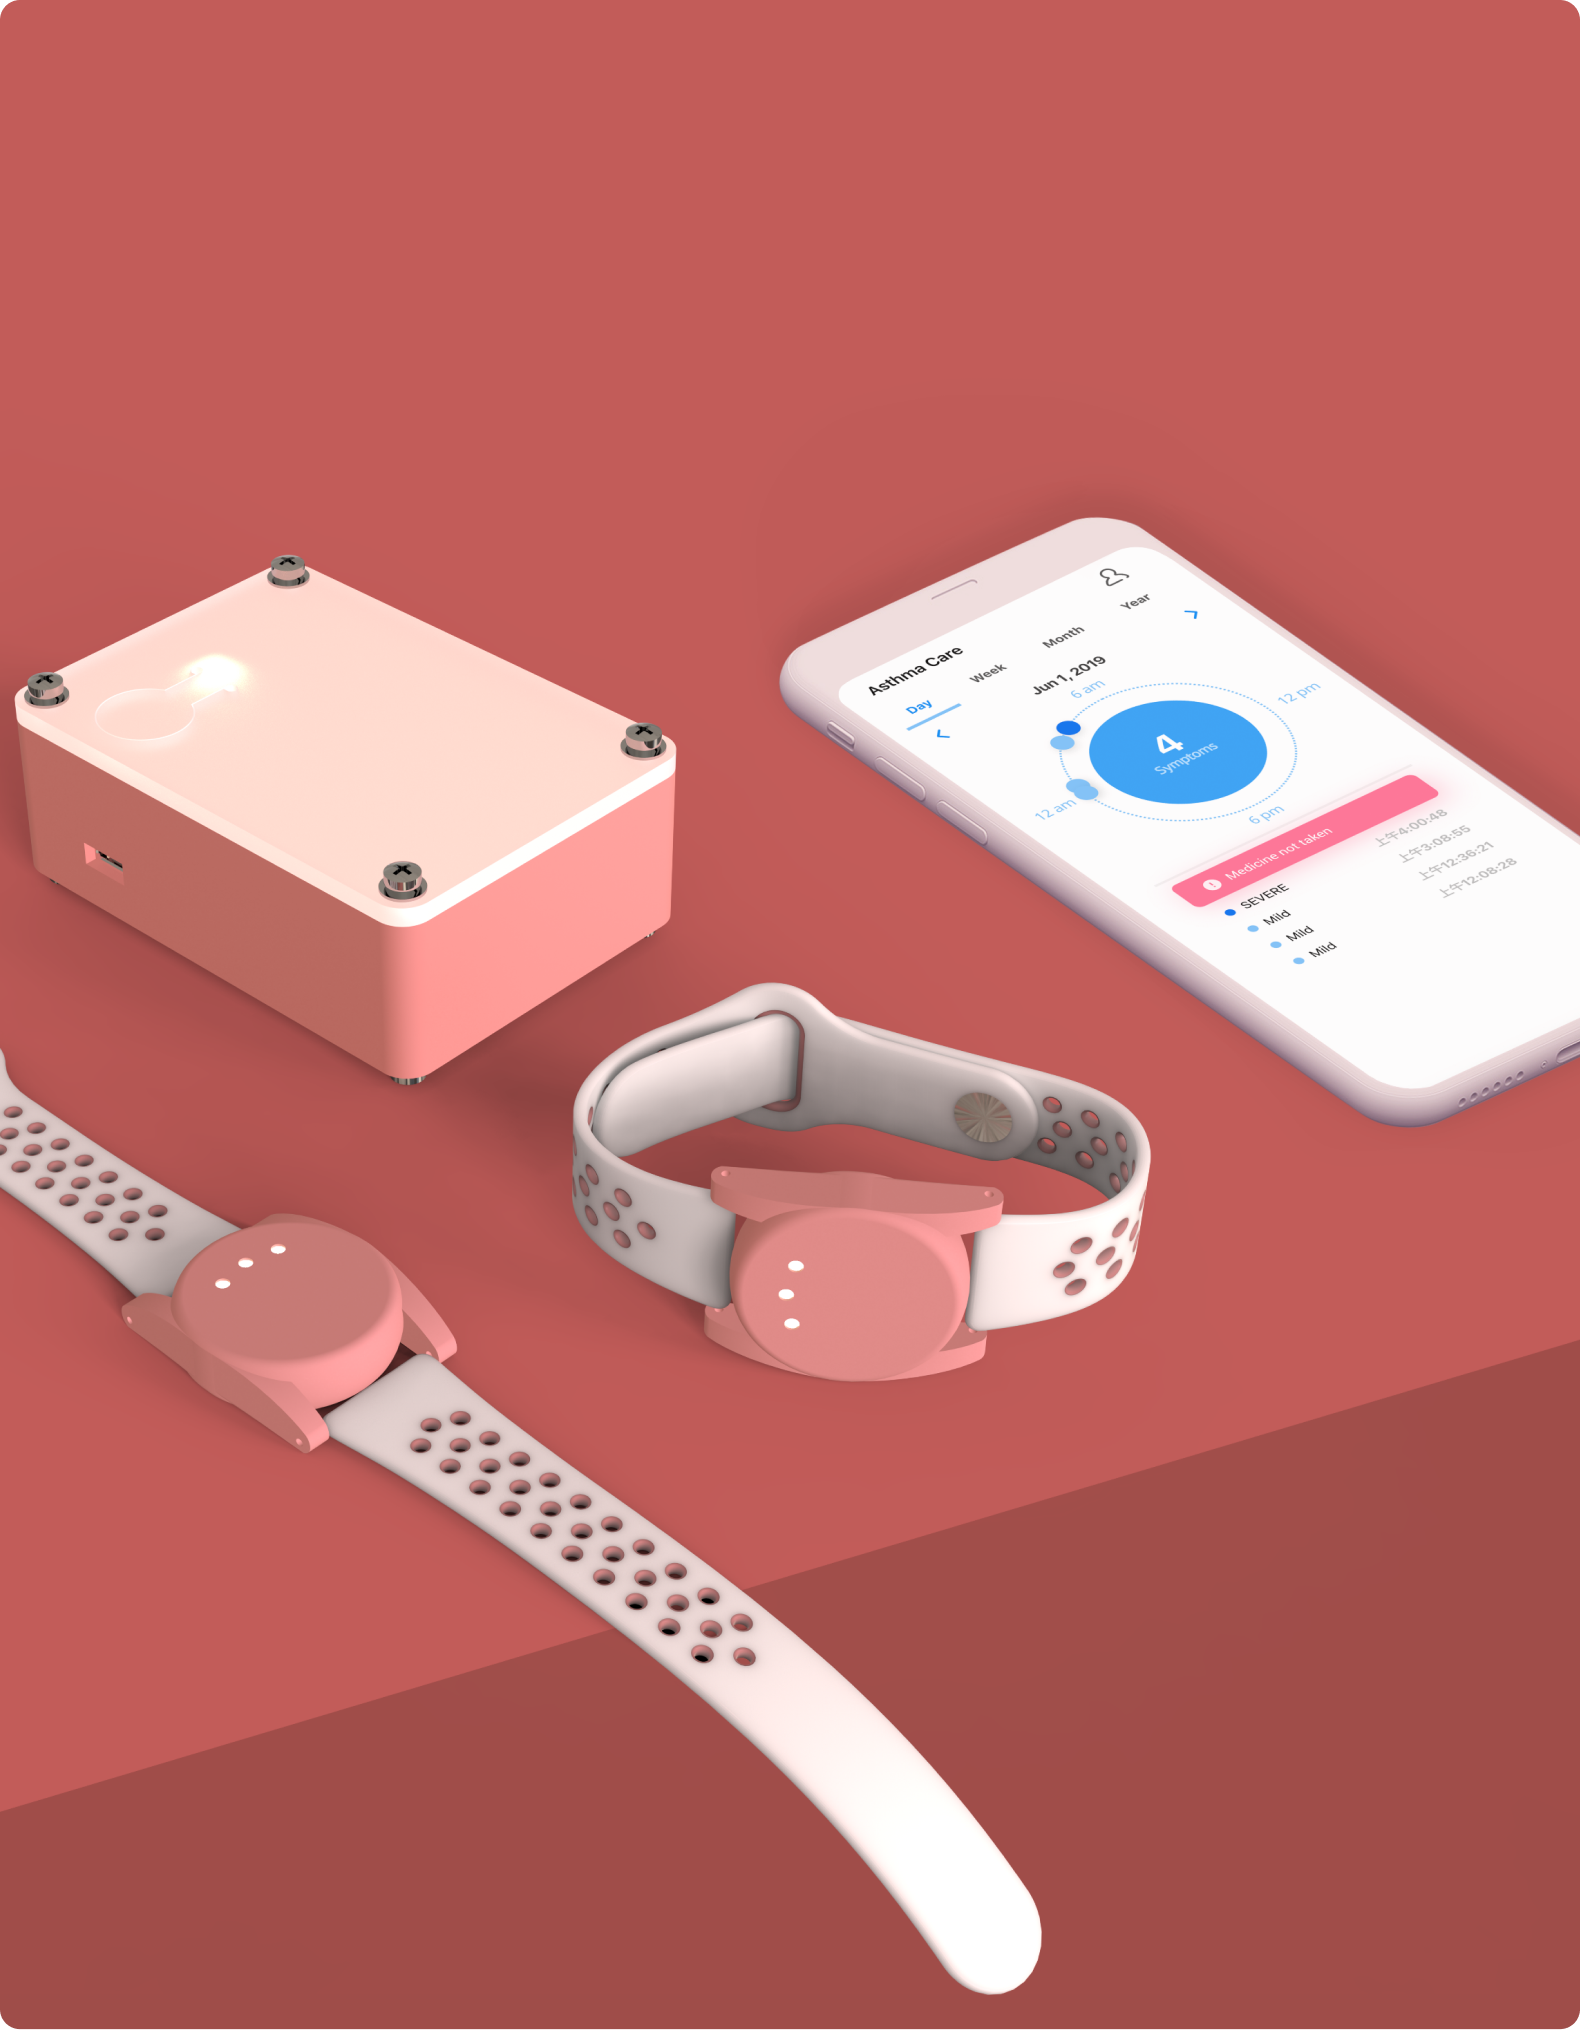 Asthma Care
Day
Week
Month
Year
Jun 1, 2019
6 am
12 pm
4
Symptoms
12 am
6 pm
Medicine not taken
SEVERE
上午4:00:48
Mild
上午3:08:55
Mild
上午12:36:21
Mild
上午12:08:28